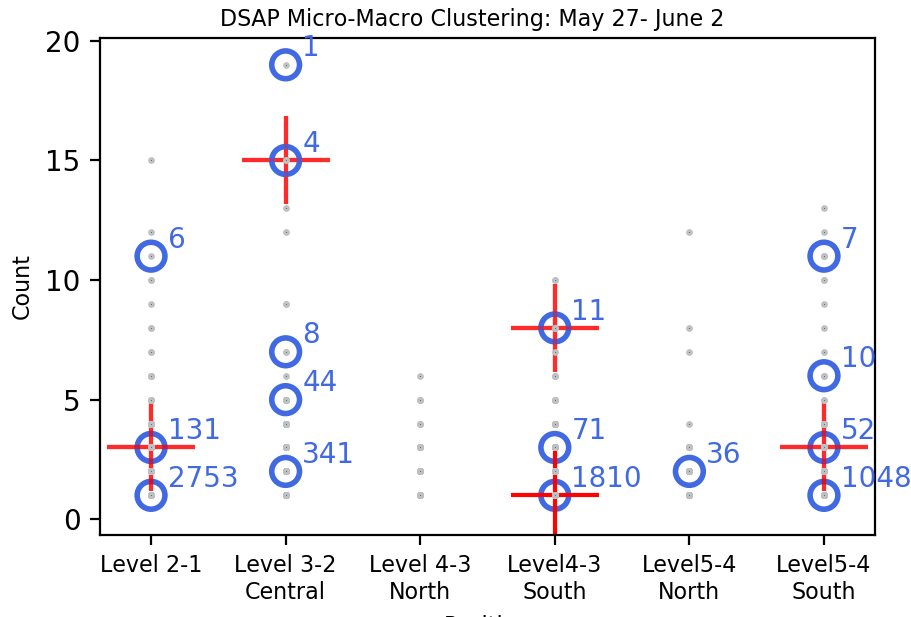 DSAP Micro-Macro Clustering: May 27- June 2
20
15
10
5
0
Count
1
4
6
7
11
8
10
44
131
71
52
341
36
2753
1810
1048
Level 2-1
Level 3-2
Central
Level 4-3
North
Level4-3
South
Level5-4
North
Level5-4
South